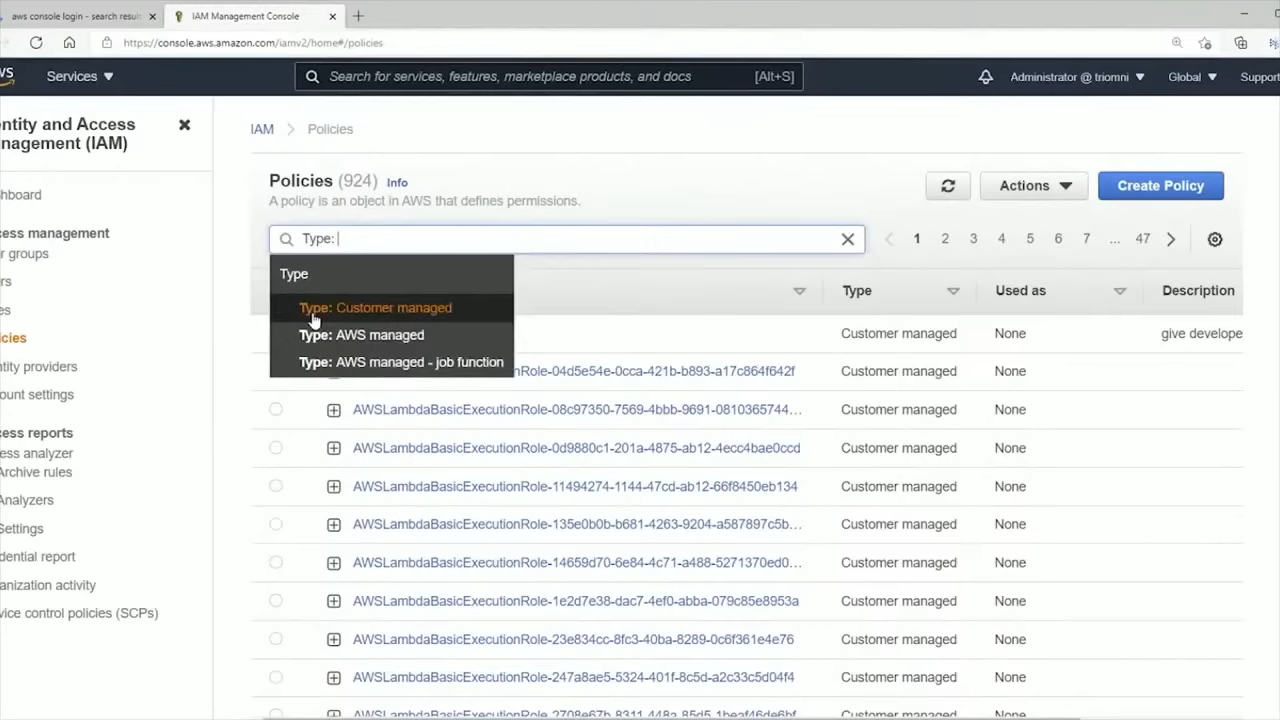 aws console login - search result
IAM Management Console
https://console.aws.amazon.com/iamv2/home#/policies
Services
Search for services, features, marketplace products, and docs
[Alt+S]
Administrator @ triomni
Global
Support
entity and Access
nagement (IAM)
hboard
cess management
r groups
rs
es
icies
ntity providers
ount settings
cess reports
ess analyzer
Archive rules
Analyzers
Settings
dential report
anization activity
vice control policies (SCPs)
IAM
Policies
Policies (924) Info
A policy is an object in AWS that defines permissions.
Actions
Create Policy
Type:
1 2 3 4 5 6 7 ... 47
Type
Type: Customer managed
Type: AWS managed
Type: AWS managed - job function
Type
Used as
Description
Customer managed
None
give develope
nRole-04d5e54e-0cca-421b-b893-a17c864f642f
Customer managed
None
AWSLambdaBasicExecutionRole-08c97350-7569-4bbb-9691-0810365744...
Customer managed
None
AWSLambdaBasicExecutionRole-0d9880c1-201a-4875-ab12-4ecc4bae0ccd
Customer managed
None
AWSLambdaBasicExecutionRole-11494274-1144-47cd-ab12-66f8450eb134
Customer managed
None
AWSLambdaBasicExecutionRole-135e0b0b-b681-4263-9204-a587897c5b...
Customer managed
None
AWSLambdaBasicExecutionRole-14659d70-6e84-4c71-a488-5271370ed0...
Customer managed
None
AWSLambdaBasicExecutionRole-1e2d7e38-dac7-4ef0-abba-079c85e8953a
Customer managed
None
AWSLambdaBasicExecutionRole-23e834cc-8fc3-40ba-8289-0c6f361e4e76
Customer managed
None
AWSLambdaBasicExecutionRole-247a8ae5-5324-401f-8c5d-a2c33c5d04f4
Customer managed
None